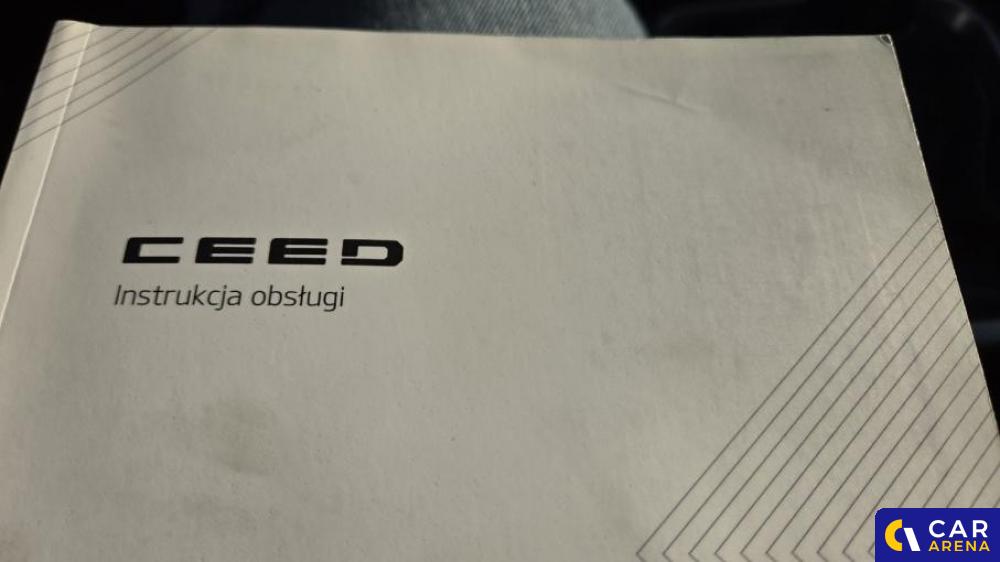 CEED
Instrukcja obsługi
CAR
ARENA